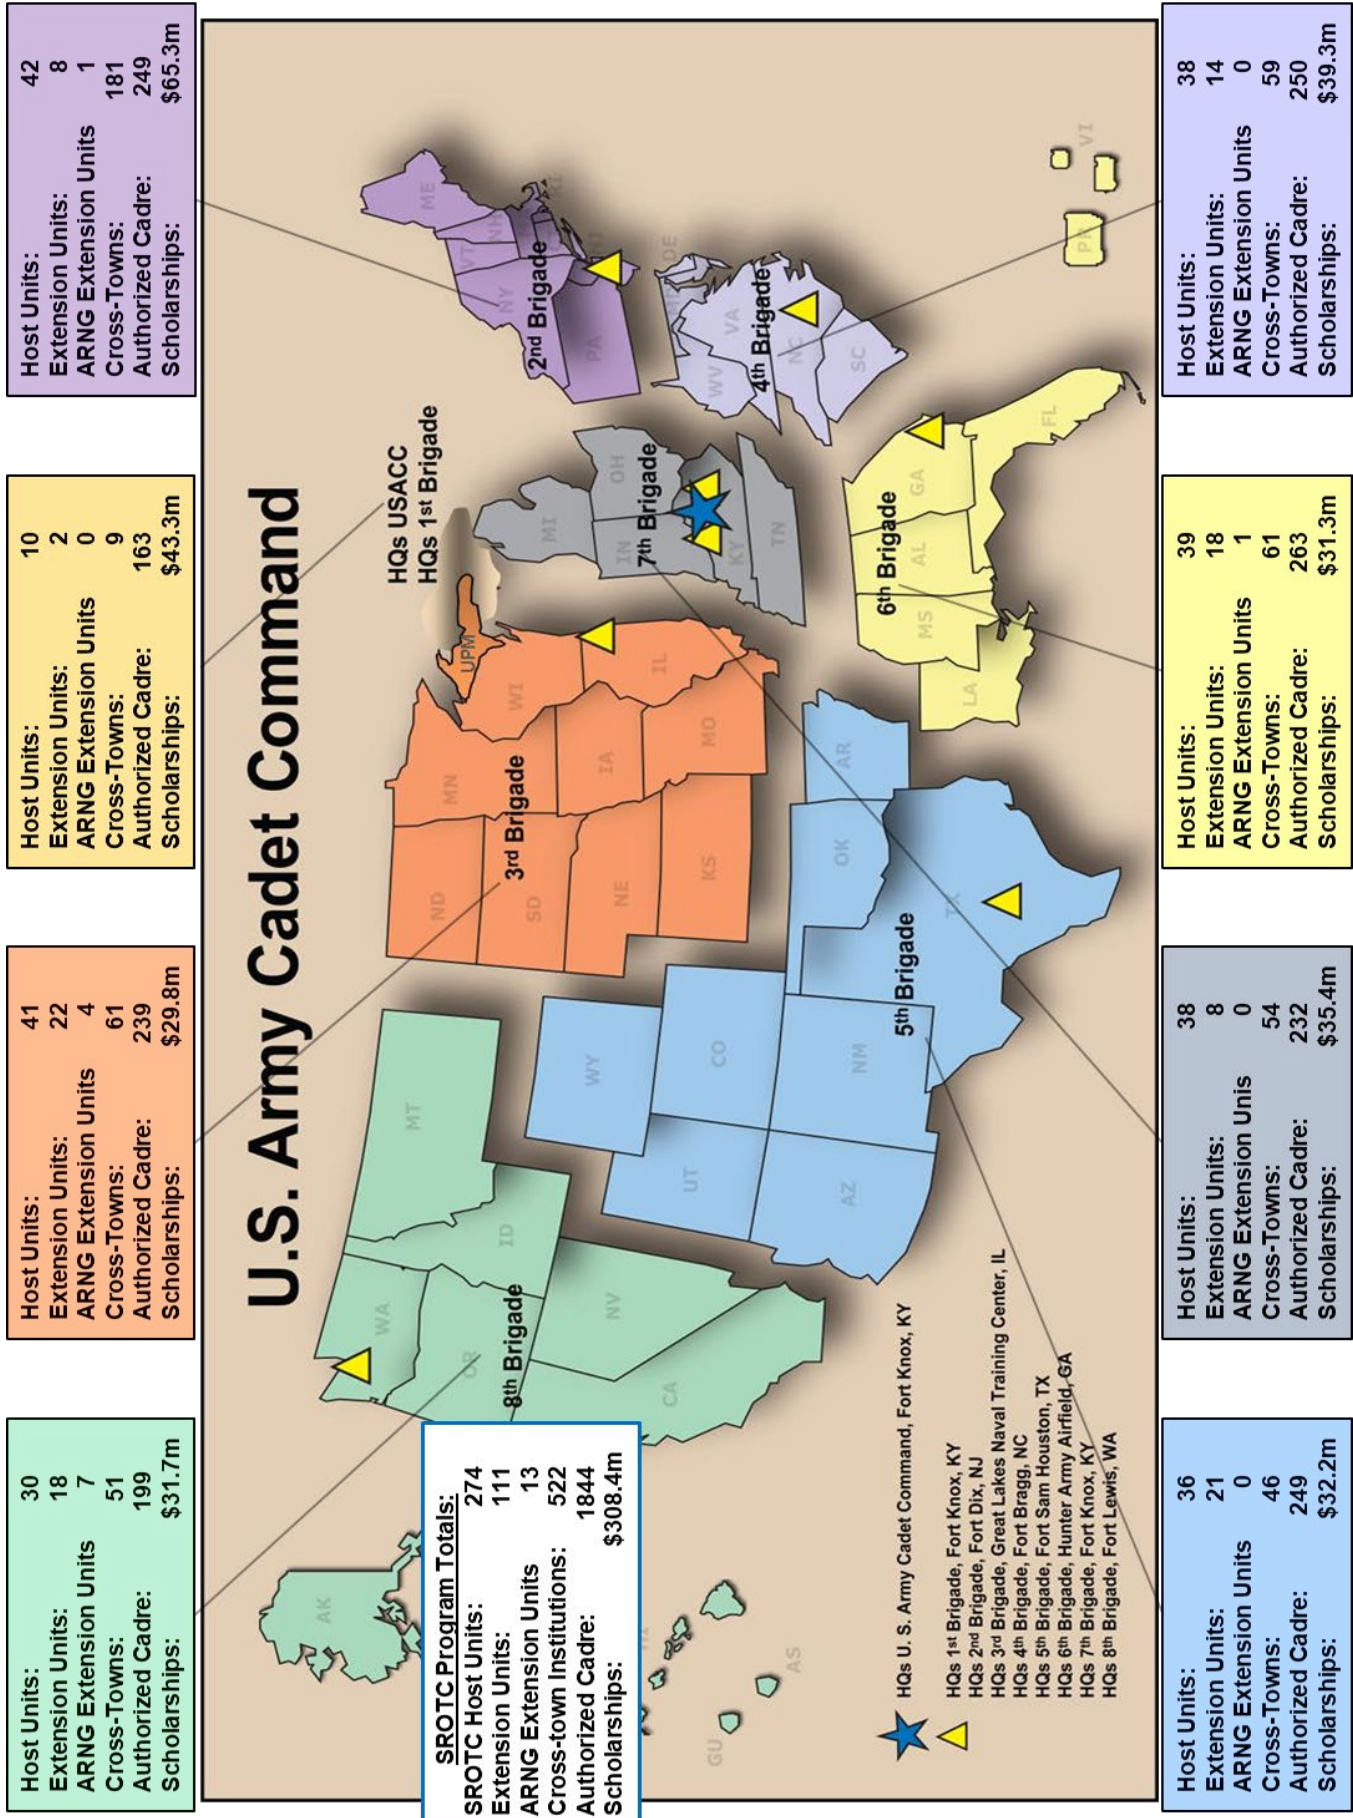 Host Units: 30
Extension Units: 18
ARNG Extension Units 7
Cross-Towns: 51
Authorized Cadre: 199
Scholarships: $31.7m
Host Units: 41
Extension Units: 22
ARNG Extension Units 4
Cross-Towns: 61
Authorized Cadre: 239
Scholarships: $29.8m
Host Units: 10
Extension Units: 2
ARNG Extension Units 0
Cross-Towns: 9
Authorized Cadre: 163
Scholarships: $43.3m
Host Units: 42
Extension Units: 8
ARNG Extension Units 1
Cross-Towns: 181
Authorized Cadre: 249
Scholarships: $65.3m
U.S. Army Cadet Command
HQs USACC
HQs 1st Brigade
AK
WA
MT
OR
ID
8th Brigade
NV
CA
GU
AS
WY
UT
CO
AZ
NM
5th Brigade
TX
OK
AR
ND
MN
SD
3rd Brigade
NE
IA
KS
MO
WI
IL
UPM
MI
IN
OH
7th Brigade
KY
TN
ME
VT
NH
NY
2nd Brigade
PA
NJ
RI
DE
WV
VA
4th Brigade
NC
SC
6th Brigade
LA
MS
AL
GA
FL
PR
VI
SROTC Program Totals:
SROTC Host Units: 274
Extension Units: 111
ARNG Extension Units 13
Cross-town Institutions: 522
Authorized Cadre: 1844
Scholarships: $308.4m
HQs U. S. Army Cadet Command, Fort Knox, KY
HQs 1st Brigade, Fort Knox, KY
HQs 2nd Brigade, Fort Dix, NJ
HQs 3rd Brigade, Great Lakes Naval Training Center, IL
HQs 4th Brigade, Fort Bragg, NC
HQs 5th Brigade, Fort Sam Houston, TX
HQs 6th Brigade, Hunter Army Airfield, GA
HQs 7th Brigade, Fort Knox, KY
HQs 8th Brigade, Fort Lewis, WA
Host Units: 36
Extension Units: 21
ARNG Extension Units 0
Cross-Towns: 46
Authorized Cadre: 249
Scholarships: $32.2m
Host Units: 38
Extension Units: 8
ARNG Extension Unis 0
Cross-Towns: 54
Authorized Cadre: 232
Scholarships: $35.4m
Host Units: 39
Extension Units: 18
ARNG Extension Units 1
Cross-Towns: 61
Authorized Cadre: 263
Scholarships: $31.3m
Host Units: 38
Extension Units: 14
ARNG Extension Units 0
Cross-Towns: 59
Authorized Cadre: 250
Scholarships: $39.3m